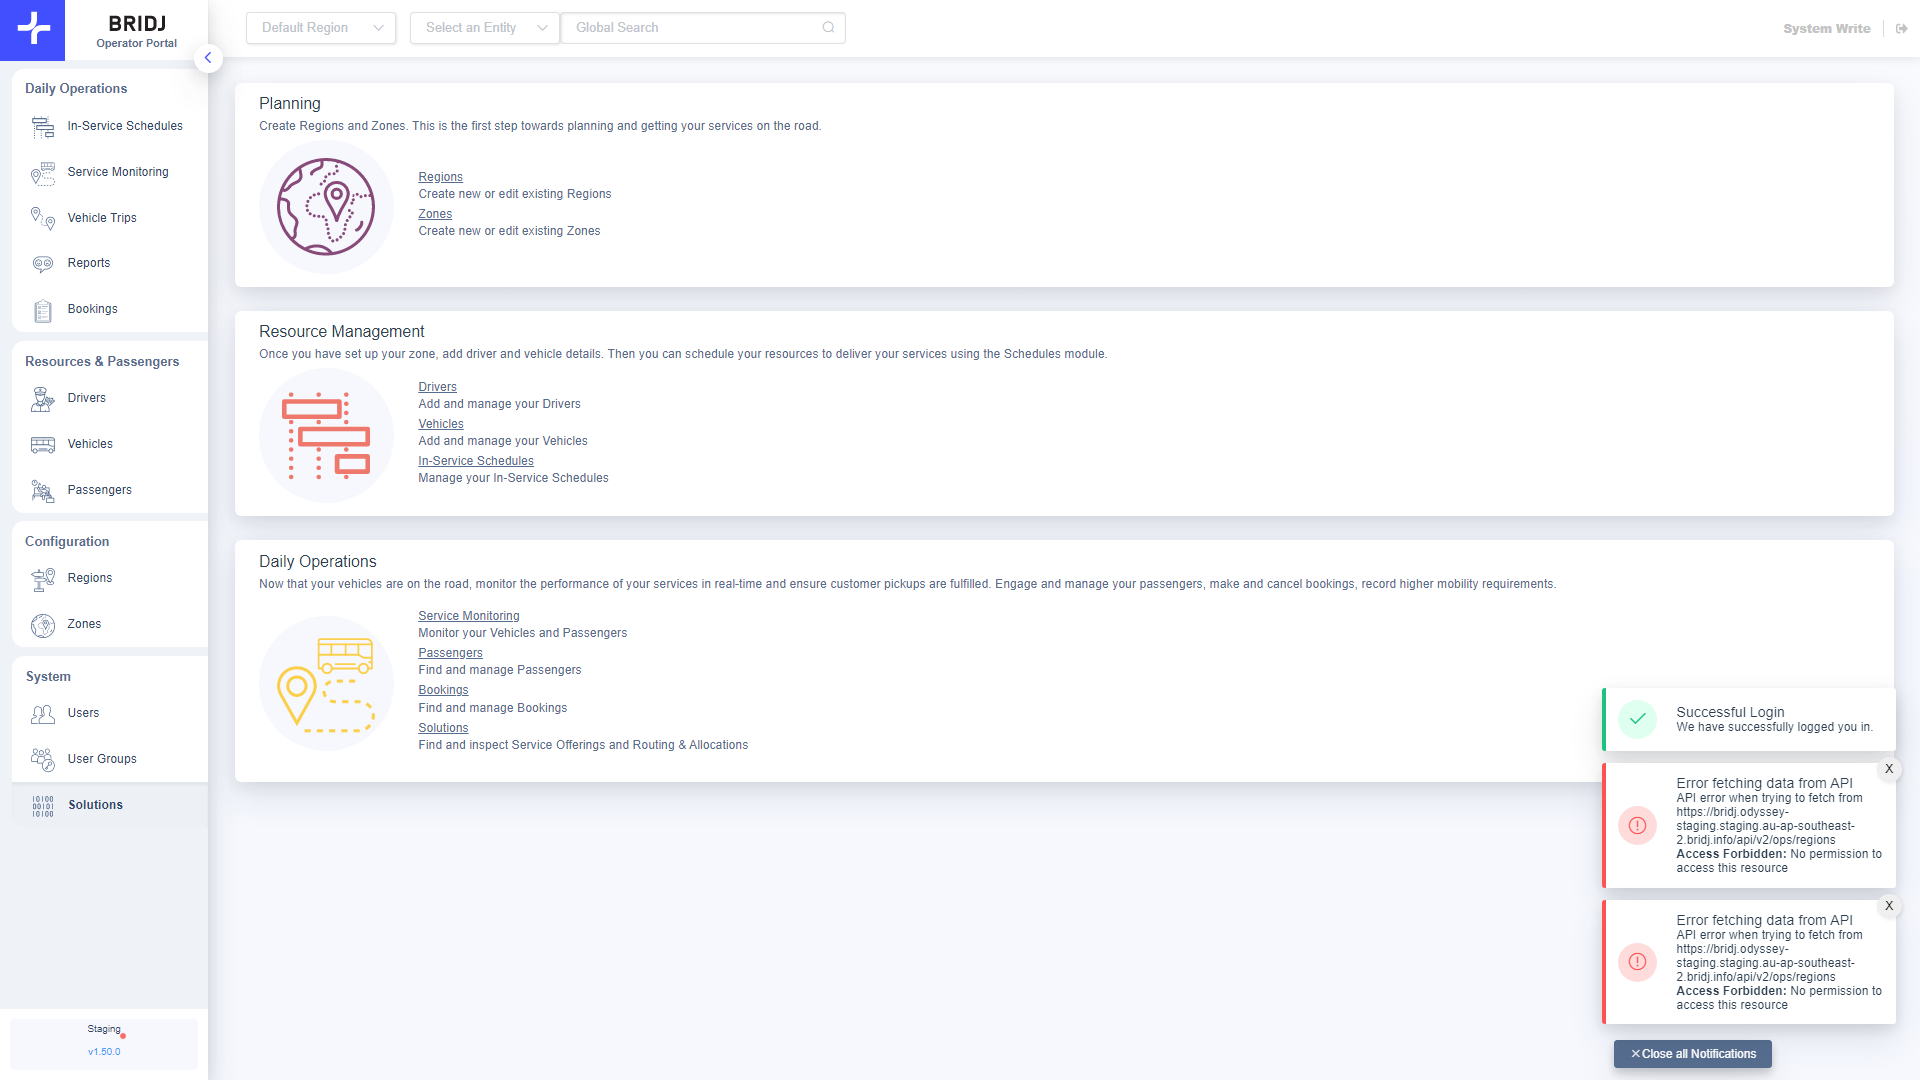 BRIDJ
Operator Portal
Default Region
Select an Entity
Global Search
System Write
Daily Operations
In-Service Schedules
Service Monitoring
Vehicle Trips
Reports
Bookings
Resources & Passengers
Drivers
Vehicles
Passengers
Configuration
Regions
Zones
System
Users
User Groups
10100
00101
10100
Solutions
Staging
v1.50.0
Planning
Create Regions and Zones. This is the first step towards planning and getting your services on the road.
Regions
Create new or edit existing Regions
Zones
Create new or edit existing Zones
Resource Management
Once you have set up your zone, add driver and vehicle details. Then you can schedule your resources to deliver your services using the Schedules module.
Drivers
Add and manage your Drivers
Vehicles
Add and manage your Vehicles
In-Service Schedules
Manage your In-Service Schedules
Daily Operations
Now that your vehicles are on the road, monitor the performance of your services in real-time and ensure customer pickups are fulfilled. Engage and manage your passengers, make and cancel bookings, record higher mobility requirements.
Service Monitoring
Monitor your Vehicles and Passengers
Passengers
Find and manage Passengers
Bookings
Find and manage Bookings
Solutions
Find and inspect Service Offerings and Routing & Allocations
Successful Login
We have successfully logged you in.
X
Error fetching data from API
API error when trying to fetch from
https://bridj.odyssey-
staging.staging.au-ap-southeast-
2.bridj.info/api/v2/ops/regions
Access Forbidden: No permission to
access this resource
X
Error fetching data from API
API error when trying to fetch from
https://bridj.odyssey-
staging.staging.au-ap-southeast-
2.bridj.info/api/v2/ops/regions
Access Forbidden: No permission to
access this resource
×Close all Notifications